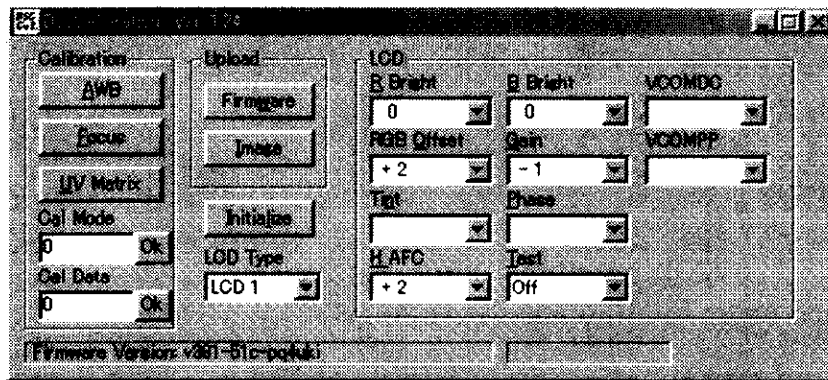 Calibration
AWB
Focus
UV Matrix
Cal Mode
0 Ok
Cal Data
0 Ok
Upload
Firmware
Image
Initialize
LCD Type
LCD 1
LCD
R Bright B Bright VCOMDC
0 0
RGB Offset Gain VCOMPP
+ 2 - 1
Tint Phase
H AFC Test
+ 2 Off
Firmware Version: